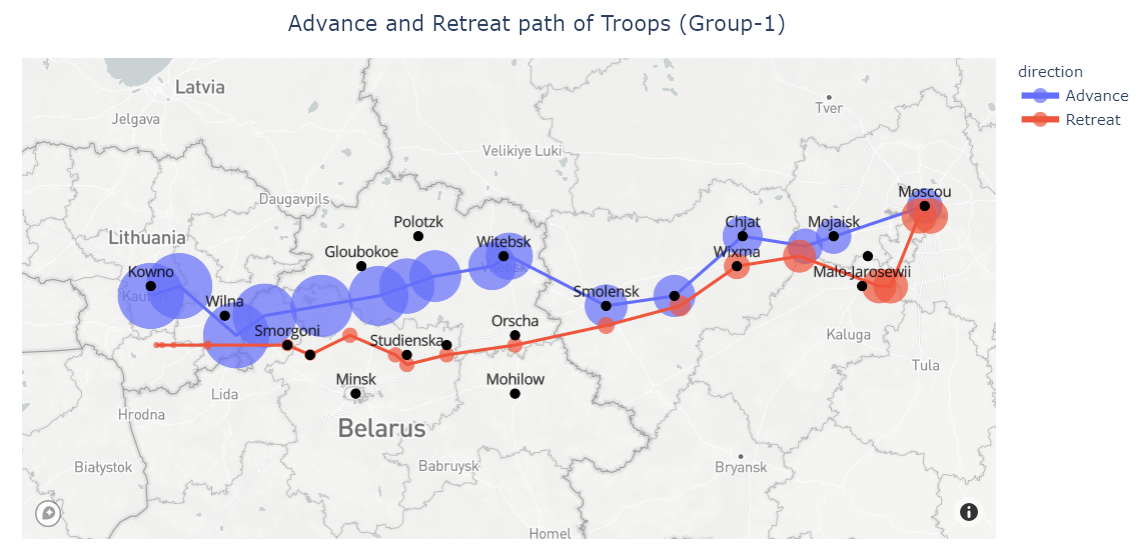 Advance and Retreat path of Troops (Group-1)
direction
Advance
Retreat
Latvia
Tver
Jelgava
Velikiye Luki
Daugavpils
Moscou
Polotzk
Chjat
Mojaisk
Lithuania
Gloubokoe
Witebsk
Wixma
Vitebsk
Kowno
Malo-Jarosewii
Kaunas
Wilna
Smolensk
Orscha
Smorgoni
Studienska
Kaluga
Tula
Minsk
Mohilow
Lida
Hrodna
Belarus
Białystok
Babruysk
Bryansk
Homel